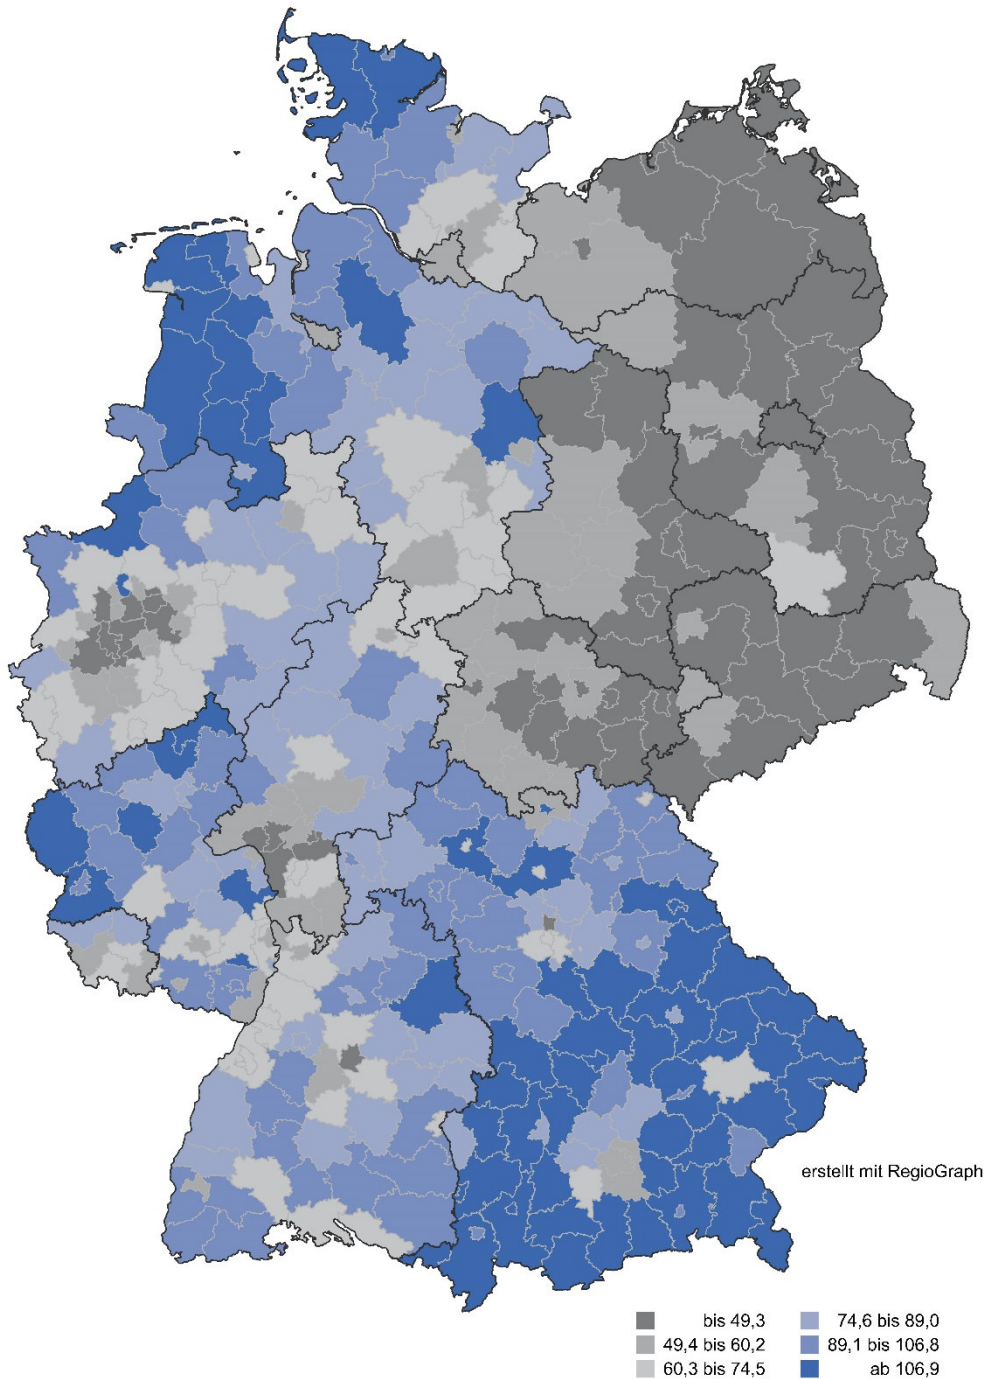 erstellt mit RegioGraph
bis 49,3
49,4 bis 60,2
60,3 bis 74,5
74,6 bis 89,0
89,1 bis 106,8
ab 106,9